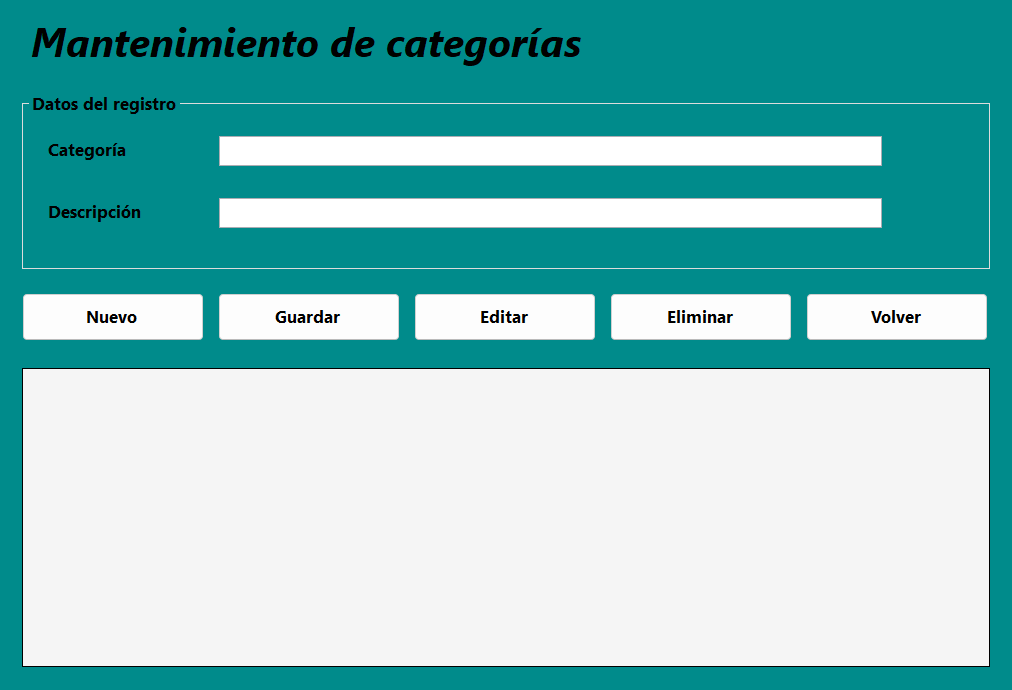 Mantenimiento de categorías
Datos del registro
Categoría
Descripción
Nuevo Guardar Editar Eliminar Volver